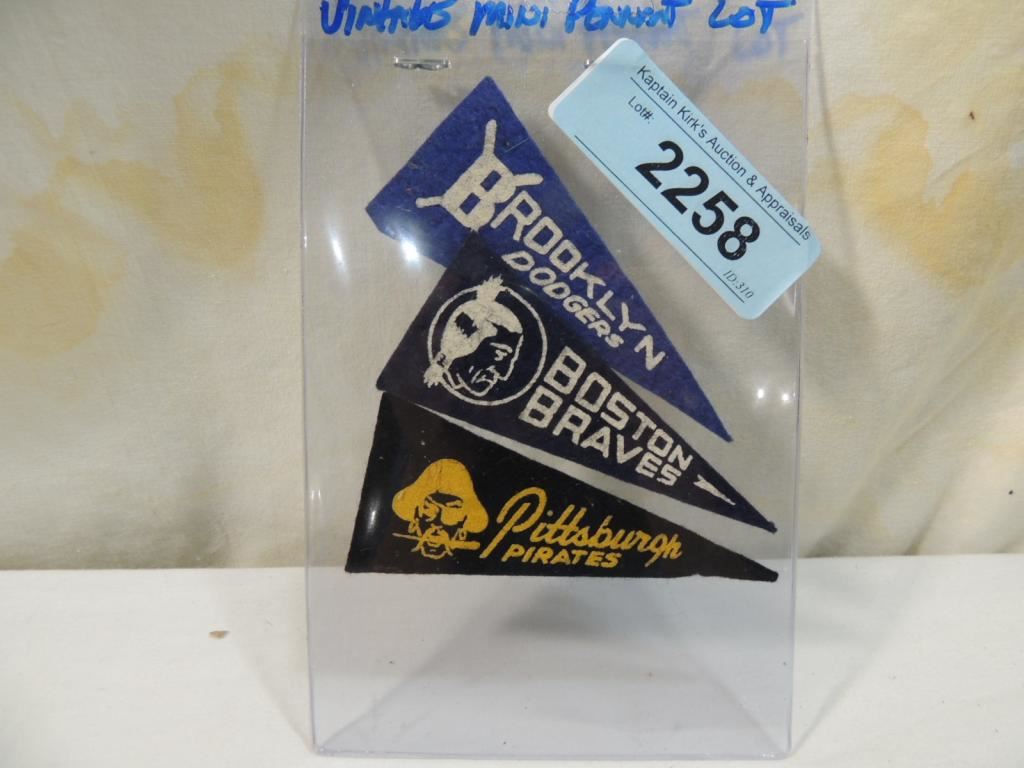 VINTAGE MINI PENNANT LOT
Kaptain Kirk's Auction & Appraisals
Lot#:
2258
ID:310
BROOKLYN
DODGERS
BOSTON
BRAVES
Pittsburgh
PIRATES